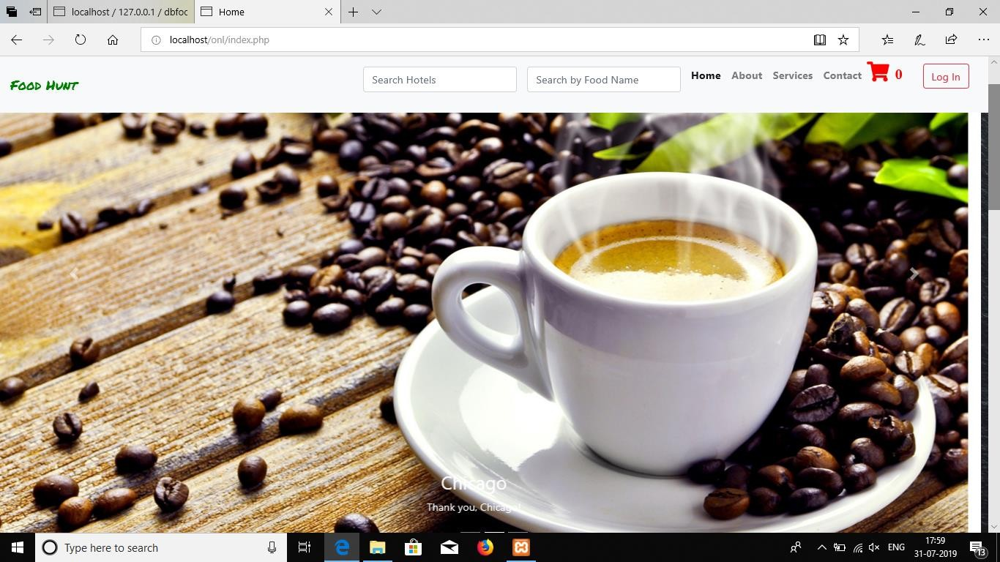 localhost / 127.0.0.1 / dbfoc
Home
localhost/onl/index.php
Food Hunt
Search Hotels
Search by Food Name
Home
About
Services
Contact
0
Log In
Chicago
Thank you, Chicago!
Type here to search
ENG
17:59
31-07-2019
13